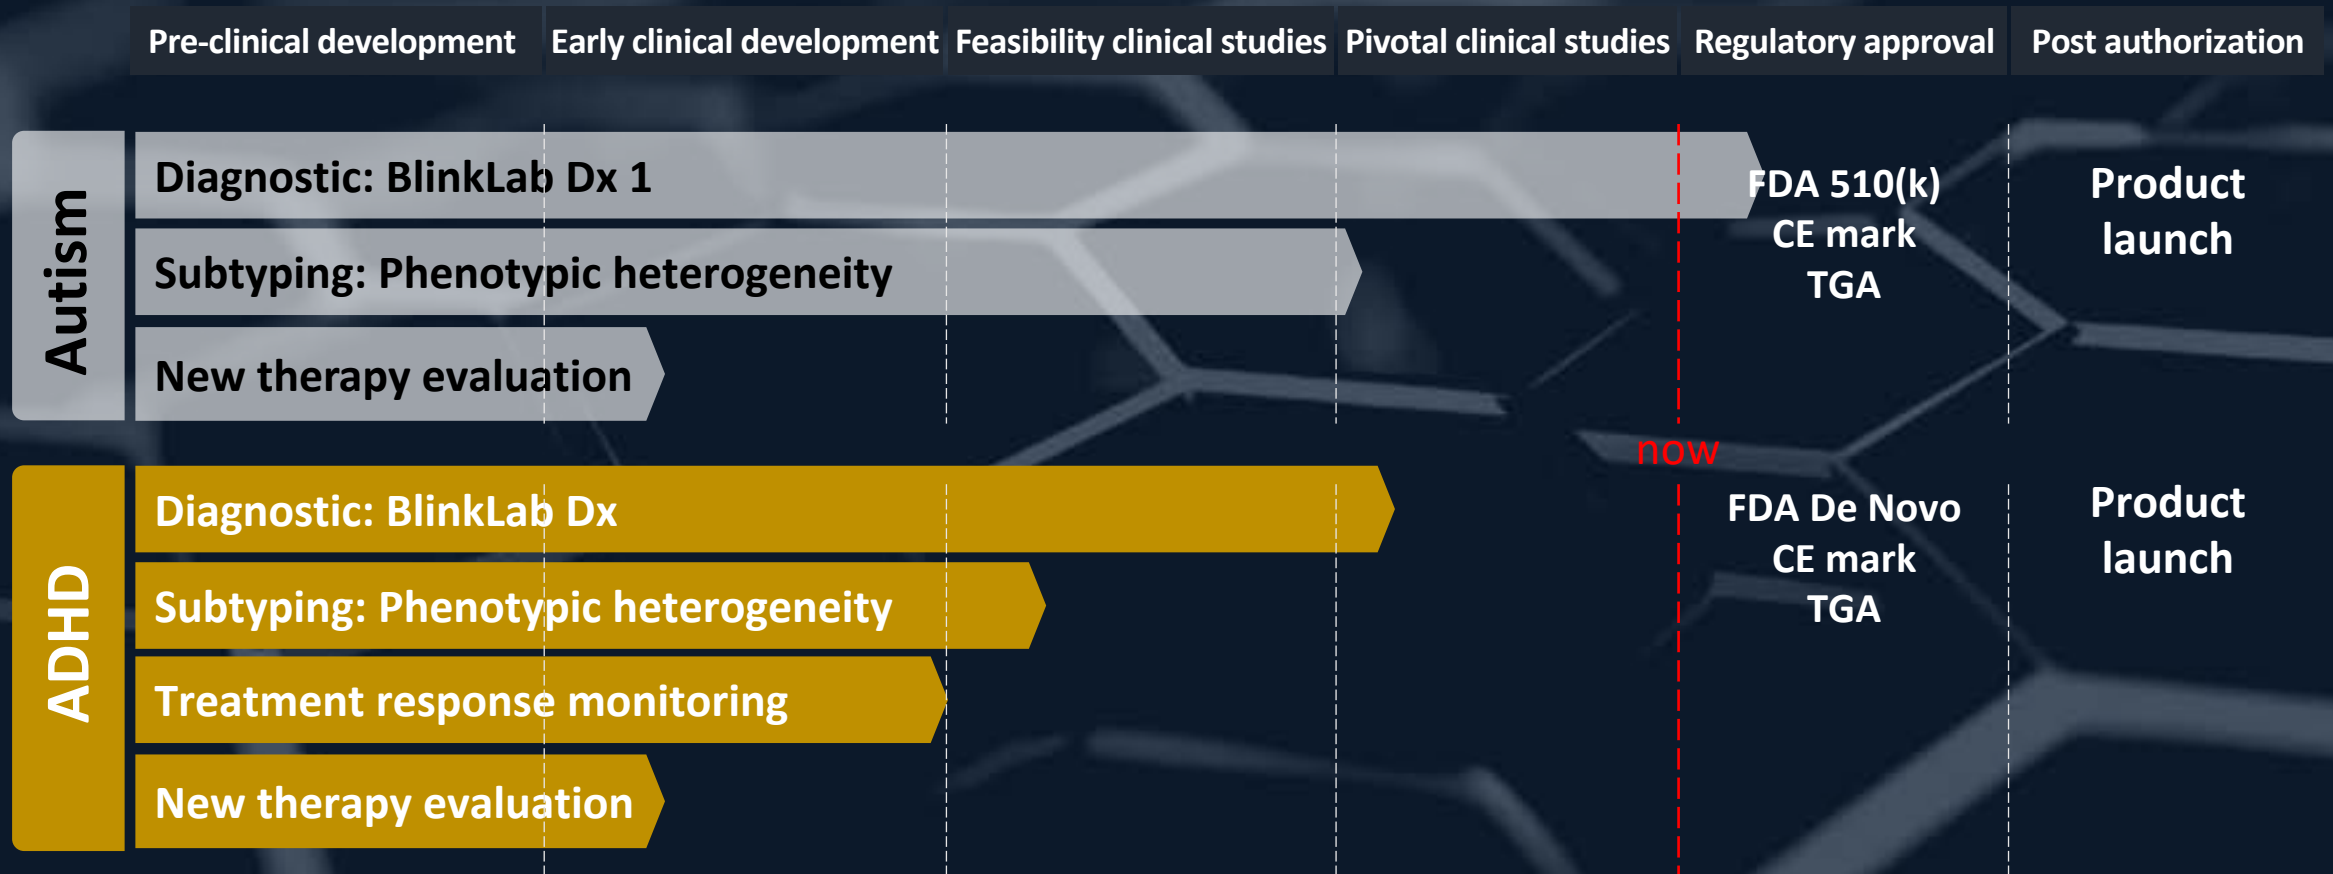 Pre-clinical development
Early clinical development
Feasibility clinical studies
Pivotal clinical studies
Regulatory approval
Post authorization
Autism
Diagnostic: BlinkLab Dx 1
Subtyping: Phenotypic heterogeneity
New therapy evaluation
FDA 510(k)
CE mark
TGA
Product
launch
now
ADHD
Diagnostic: BlinkLab Dx
Subtyping: Phenotypic heterogeneity
Treatment response monitoring
New therapy evaluation
FDA De Novo
CE mark
TGA
Product
launch